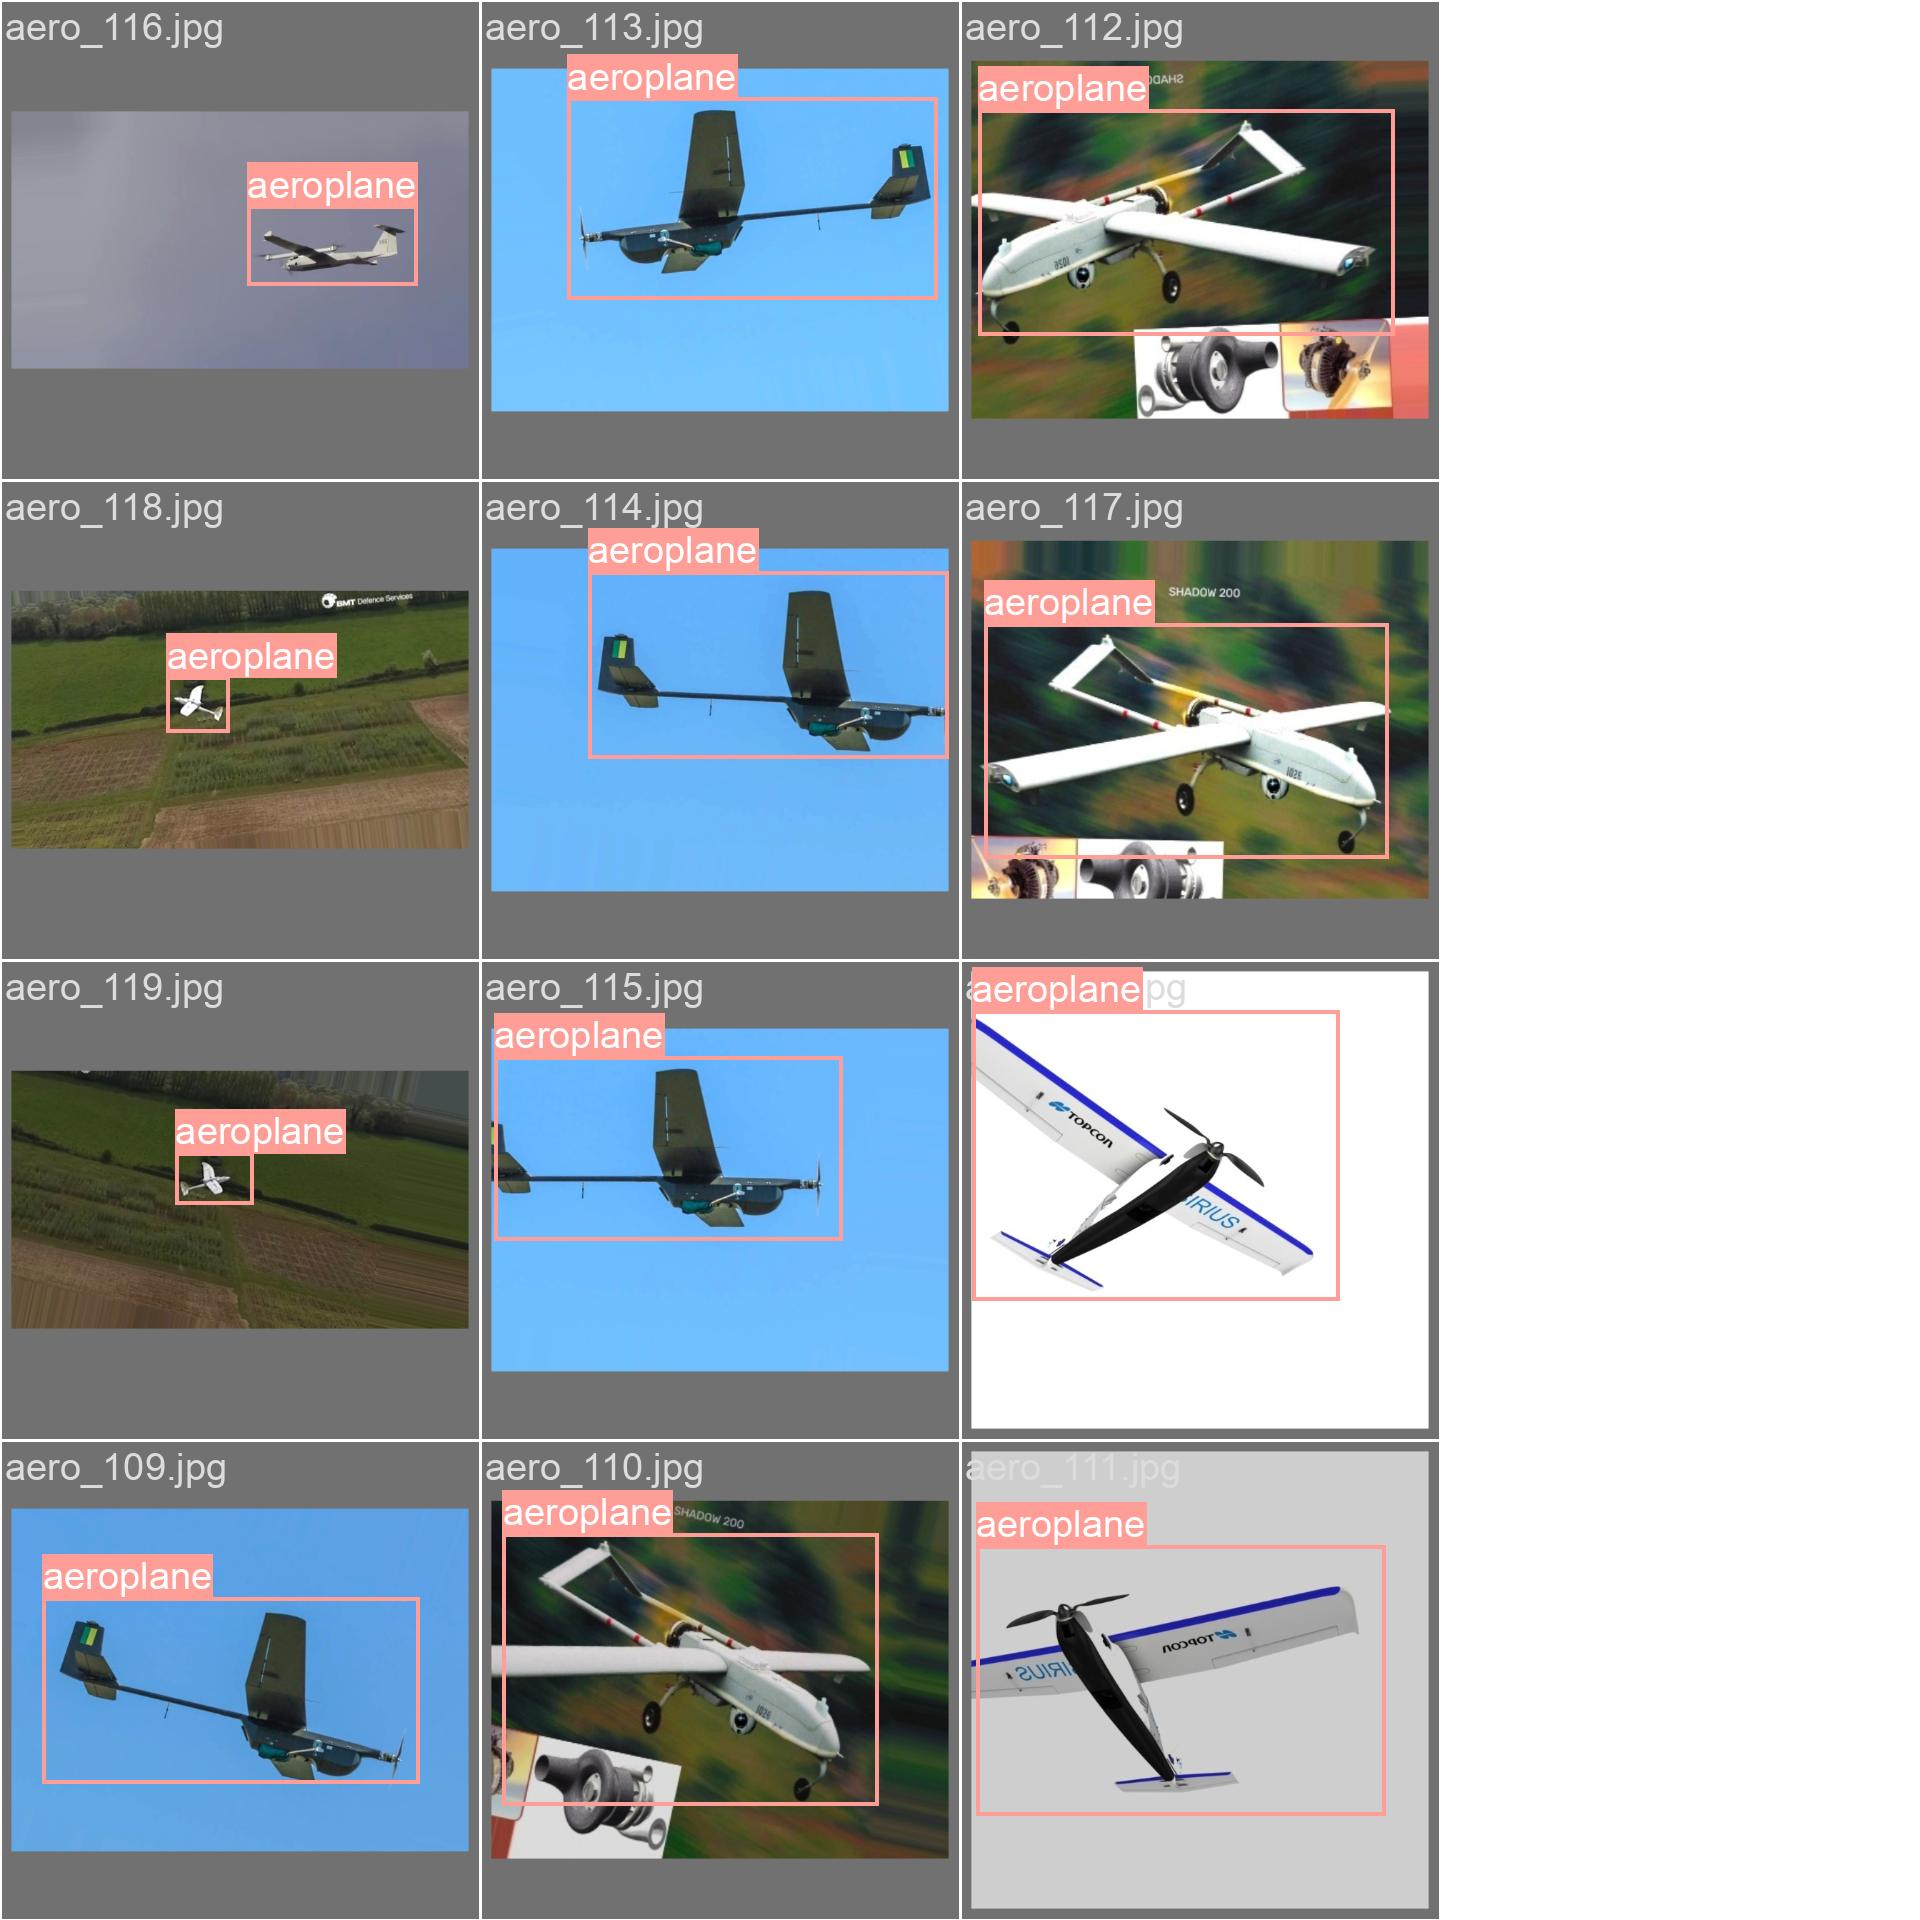 aero_116.jpg
aeroplane
aero_113.jpg
aeroplane
aero_112.jpg
aeroplane
aero_118.jpg
BMT Defence Services
aeroplane
aero_114.jpg
aeroplane
aero_117.jpg
SHADOW 200
aeroplane
1026
aero_119.jpg
aeroplane
aero_115.jpg
aeroplane
aeroplane
pg
TOPCON
SIRIUS
aero_109.jpg
aeroplane
aero_110.jpg
SHADOW 200
aeroplane
1026
aero_111.jpg
aeroplane
TOPCON
SIRIUS